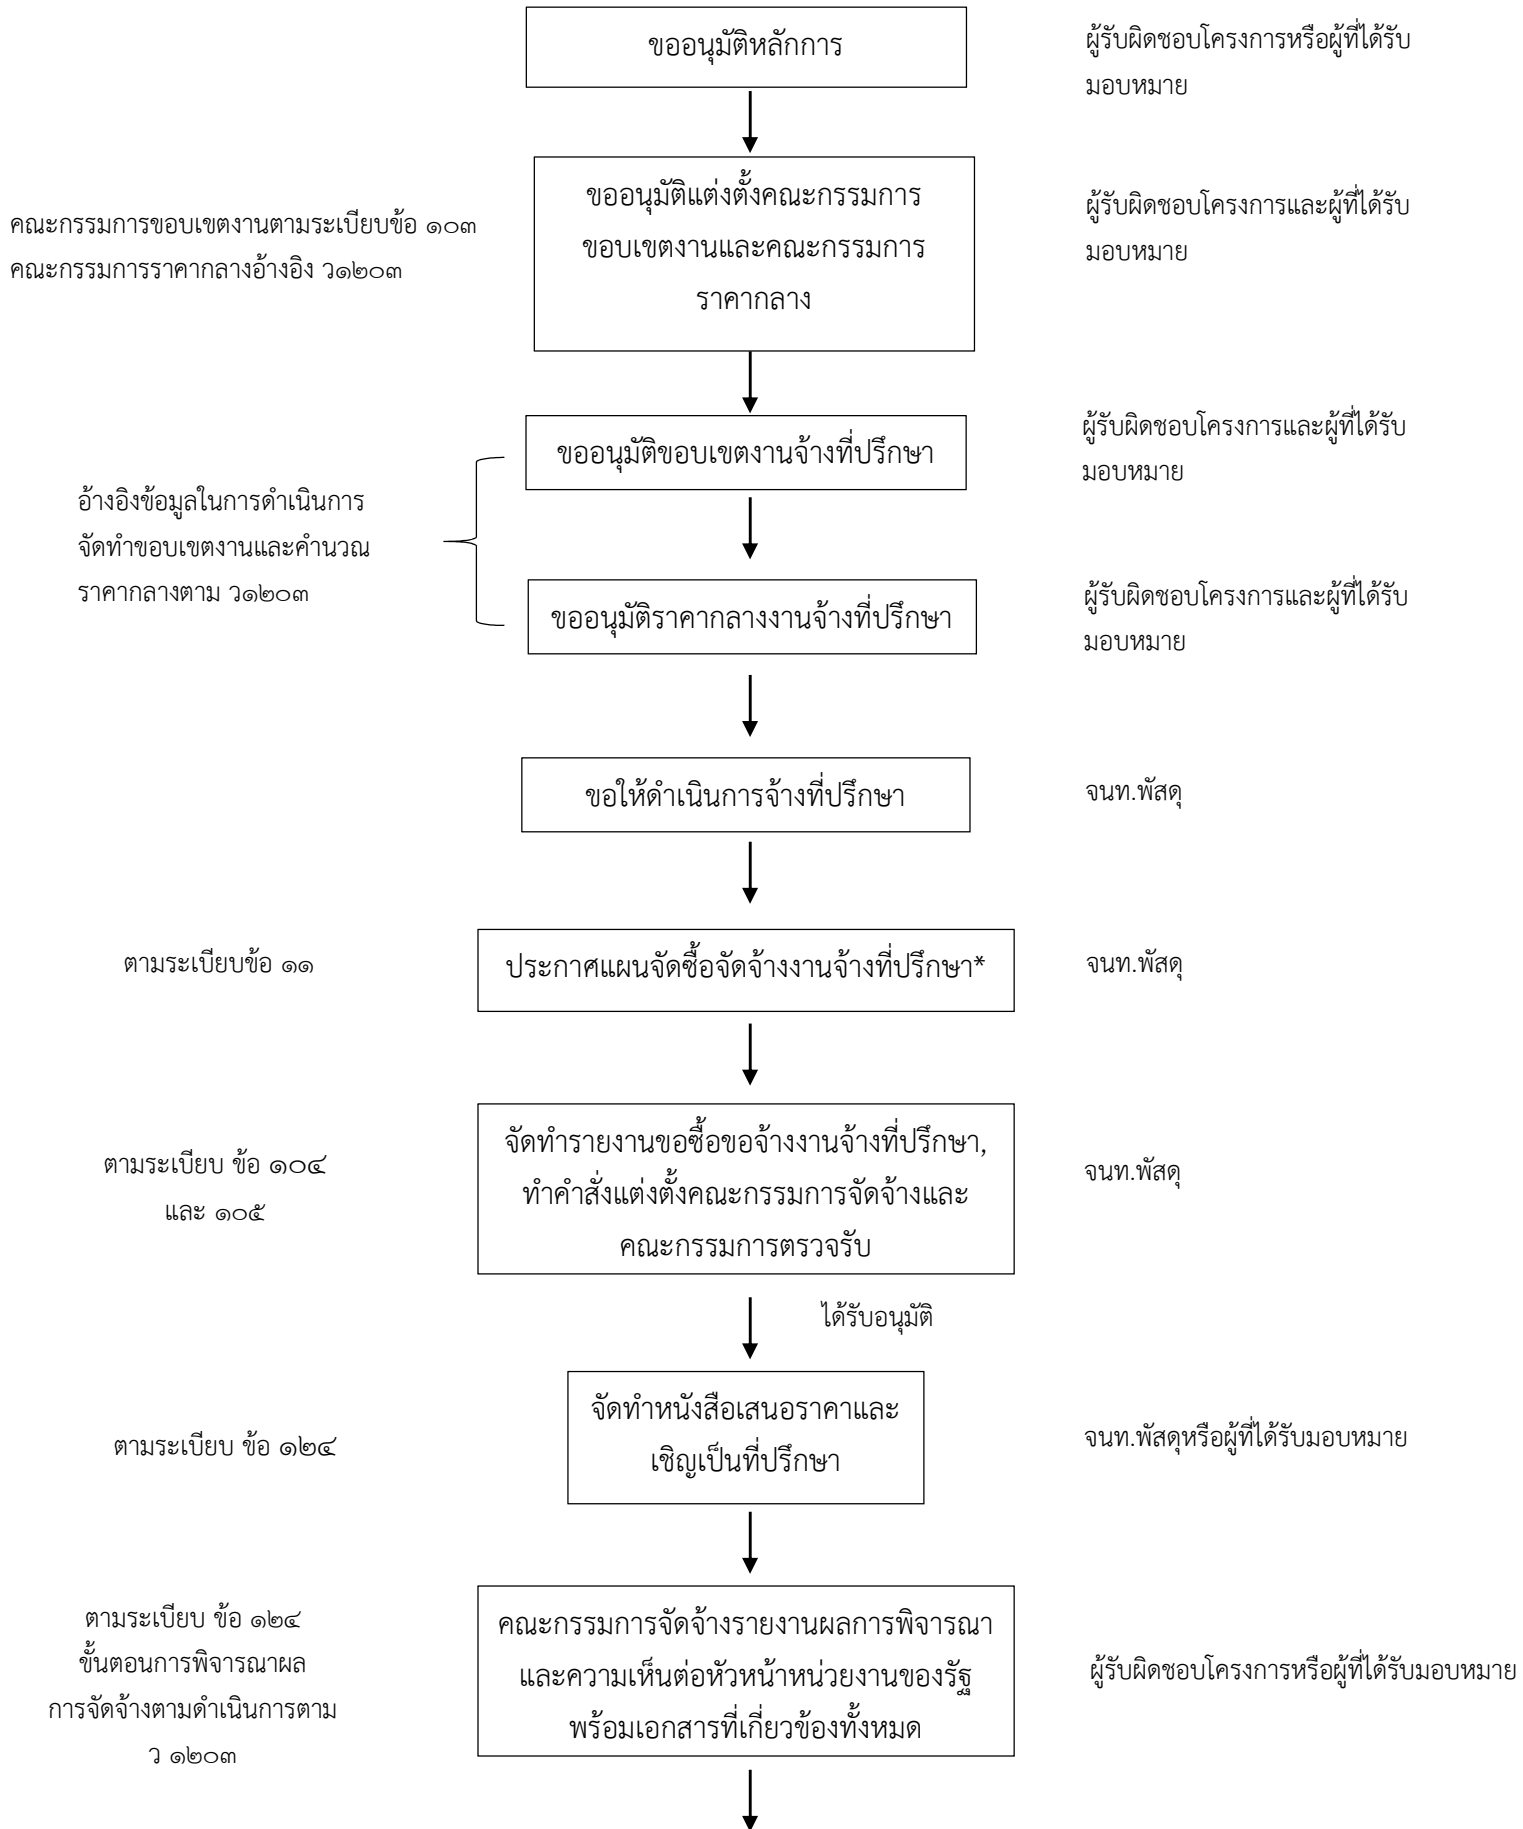 ขออนุมัติหลักการ
ผู้รับผิดชอบโครงการหรือผู้ที่ได้รับ
มอบหมาย
คณะกรรมการขอบเขตงานตามระเบียบข้อ ๑๐๓
คณะกรรมการราคากลางอ้างอิง ว๑๒๐๓
ขออนุมัติแต่งตั้งคณะกรรมการ
ขอบเขตงานและคณะกรรมการ
ราคากลาง
ผู้รับผิดชอบโครงการและผู้ที่ได้รับ
มอบหมาย
ขออนุมัติขอบเขตงานจ้างที่ปรึกษา
ผู้รับผิดชอบโครงการและผู้ที่ได้รับ
มอบหมาย
อ้างอิงข้อมูลในการดำเนินการ
จัดทำขอบเขตงานและคำนวณ
ราคากลางตาม ว๑๒๐๓
ขออนุมัติราคากลางงานจ้างที่ปรึกษา
ผู้รับผิดชอบโครงการและผู้ที่ได้รับ
มอบหมาย
ขอให้ดำเนินการจ้างที่ปรึกษา
จนท.พัสดุ
ตามระเบียบข้อ ๑๑
ประกาศแผนจัดซื้อจัดจ้างงานจ้างที่ปรึกษา*
จนท.พัสดุ
ตามระเบียบ ข้อ ๑๐๔
และ ๑๐๕
จัดทำรายงานขอซื้อขอจ้างงานจ้างที่ปรึกษา,
ทำคำสั่งแต่งตั้งคณะกรรมการจัดจ้างและ
คณะกรรมการตรวจรับ
จนท.พัสดุ
ได้รับอนุมัติ
ตามระเบียบ ข้อ ๑๒๔
จัดทำหนังสือเสนอราคาและ
เชิญเป็นที่ปรึกษา
จนท.พัสดุหรือผู้ที่ได้รับมอบหมาย
ตามระเบียบ ข้อ ๑๒๔
ขั้นตอนการพิจารณาผล
การจัดจ้างตามดำเนินการตาม
ว ๑๒๐๓
คณะกรรมการจัดจ้างรายงานผลการพิจารณา
และความเห็นต่อหัวหน้าหน่วยงานของรัฐ
พร้อมเอกสารที่เกี่ยวข้องทั้งหมด
ผู้รับผิดชอบโครงการหรือผู้ที่ได้รับมอบหมาย